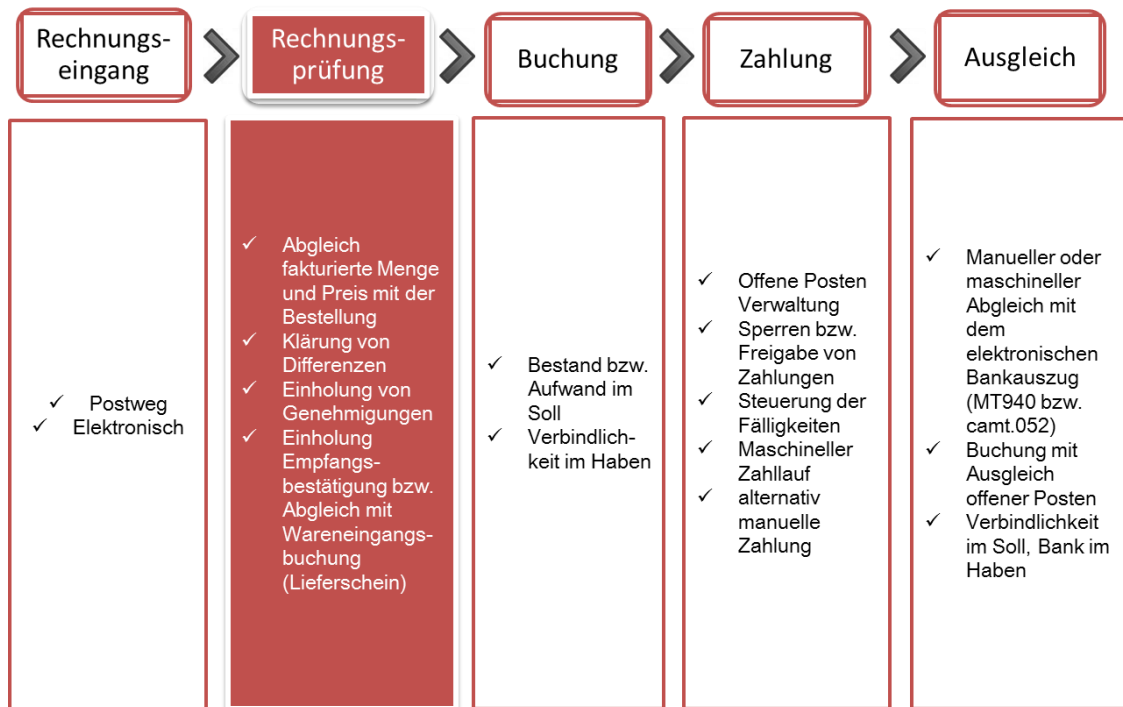 Rechnungs-
eingang
Rechnungs-
prüfung
Buchung
Zahlung
Ausgleich
✓ Postweg
✓ Elektronisch
✓ Abgleich
fakturierte Menge
und Preis mit der
Bestellung
✓ Klärung von
Differenzen
✓ Einholung von
Genehmigungen
✓ Einholung
Empfangs-
bestätigung bzw.
Abgleich mit
Wareneingangs-
buchung
(Lieferschein)
✓ Bestand bzw.
Aufwand im
Soll
✓ Verbindlich-
keit im Haben
✓ Offene Posten
Verwaltung
✓ Sperren bzw.
Freigabe von
Zahlungen
✓ Steuerung der
Fälligkeiten
✓ Maschineller
Zahllauf
✓ alternativ
manuelle
Zahlung
✓ Manueller oder
maschineller
Abgleich mit
dem
elektronischen
Bankauszug
(MT940 bzw.
camt.052)
✓ Buchung mit
Ausgleich
offener Posten
✓ Verbindlichkeit
im Soll, Bank im
Haben